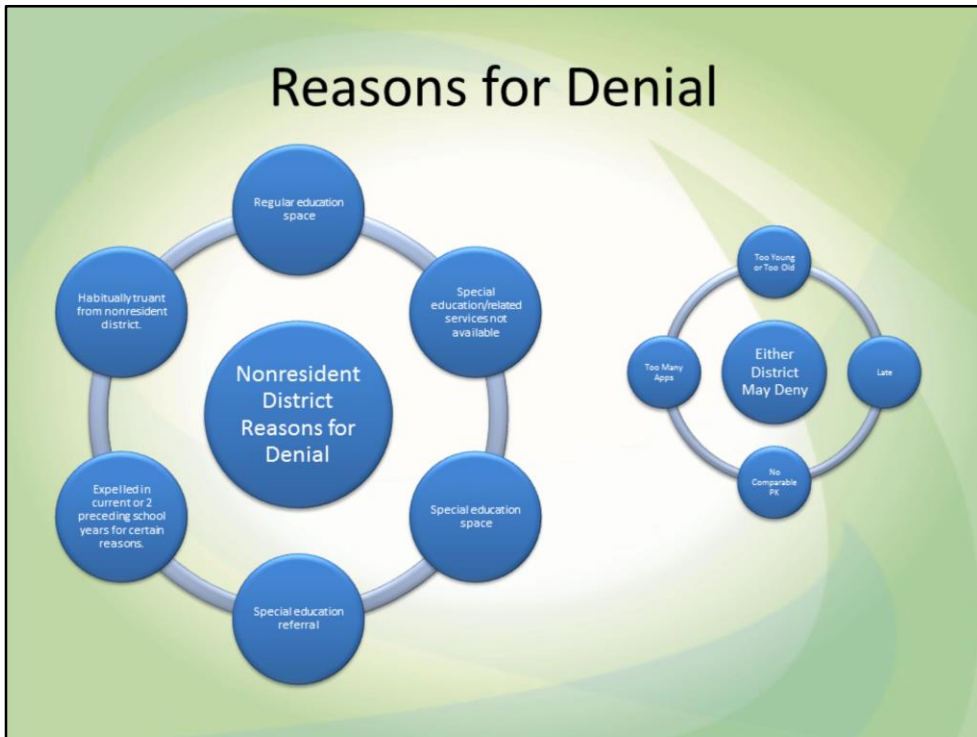 Reasons for Denial
Regular education
space
Special
education/related
services not
available
Special education
space
Special education
referral
Expelled in
current or 2
preceding school
years for certain
reasons.
Habitually truant
from nonresident
district.
Nonresident
District
Reasons for
Denial
Too Young
or Too Old
Late
No
Comparable
PK
Too Many
Apps
Either
District
May Deny